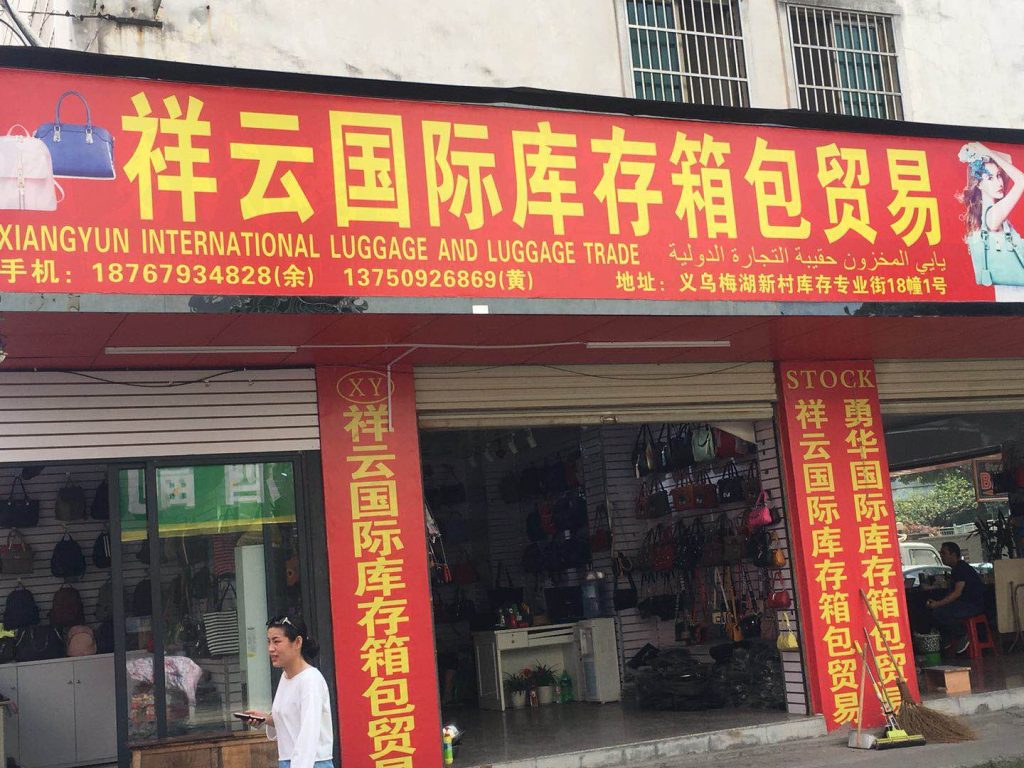 祥云国际库存箱包贸易
XIANGYUN INTERNATIONAL LUGGAGE AND LUGGAGE TRADE
يايي المخزون حقيبة التجارة الدولية
手机：18767934828(余) 13750926869(黄)
地址：义乌梅湖新村库存专业街18幢1号
XY
祥云国际库存箱包贸易
STOCK
勇华国际库存箱包贸易
祥云国际库存箱包贸易